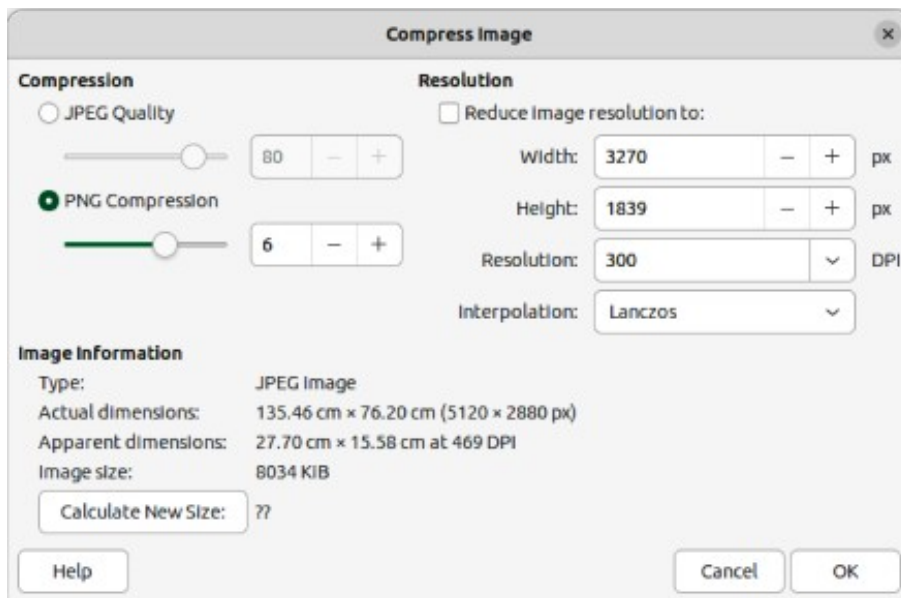 Compress Image
Compression
JPEG Quality
80
PNG Compression
6
Resolution
Reduce image resolution to:
Width: 3270 px
Height: 1839 px
Resolution: 300 DPI
Interpolation: Lanczos
Image Information
Type: JPEG Image
Actual dimensions: 135.46 cm × 76.20 cm (5120 × 2880 px)
Apparent dimensions: 27.70 cm × 15.58 cm at 469 DPI
Image size: 8034 KiB
Calculate New Size: ??
Help Cancel OK